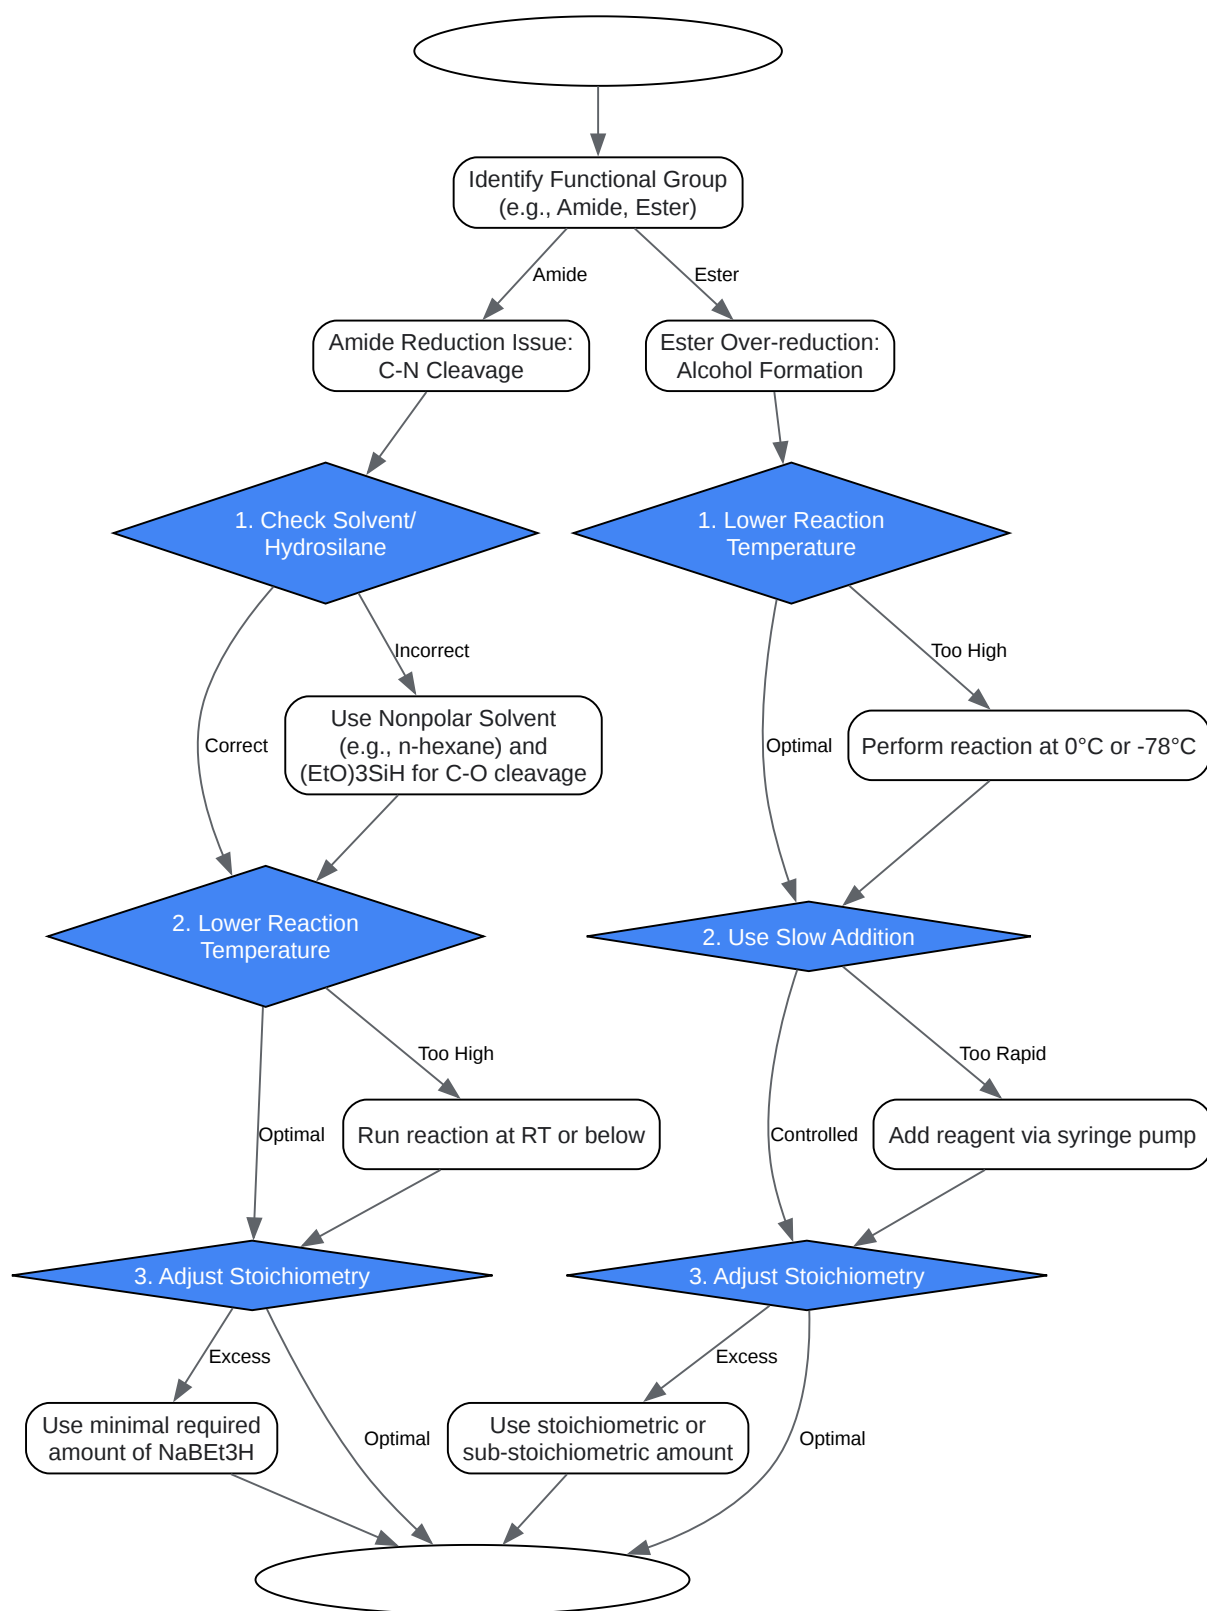 Identify Functional Group
(e.g., Amide, Ester)
Amide
Ester
Amide Reduction Issue:
C-N Cleavage
Ester Over-reduction:
Alcohol Formation
1. Check Solvent/
Hydrosilane
1. Lower Reaction
Temperature
Incorrect
Too High
Correct
Use Nonpolar Solvent
(e.g., n-hexane) and
(EtO)3SiH for C-O cleavage
Optimal
Perform reaction at 0°C or -78°C
2. Lower Reaction
Temperature
2. Use Slow Addition
Too High
Too Rapid
Optimal
Run reaction at RT or below
Controlled
Add reagent via syringe pump
3. Adjust Stoichiometry
3. Adjust Stoichiometry
Excess
Excess
Use minimal required
amount of NaBEt3H
Optimal
Use stoichiometric or
sub-stoichiometric amount
Optimal